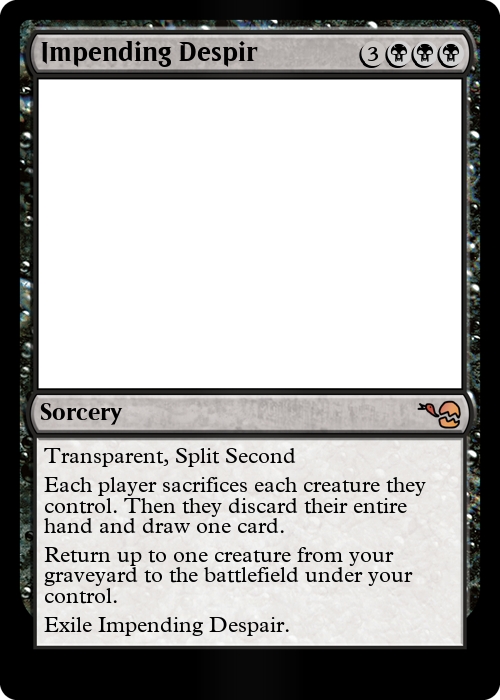 Impending Despir 3
Sorcery
Transparent, Split Second
Each player sacrifices each creature they
control. Then they discard their entire
hand and draw one card.
Return up to one creature from your
graveyard to the battlefield under your
control.
Exile Impending Despair.